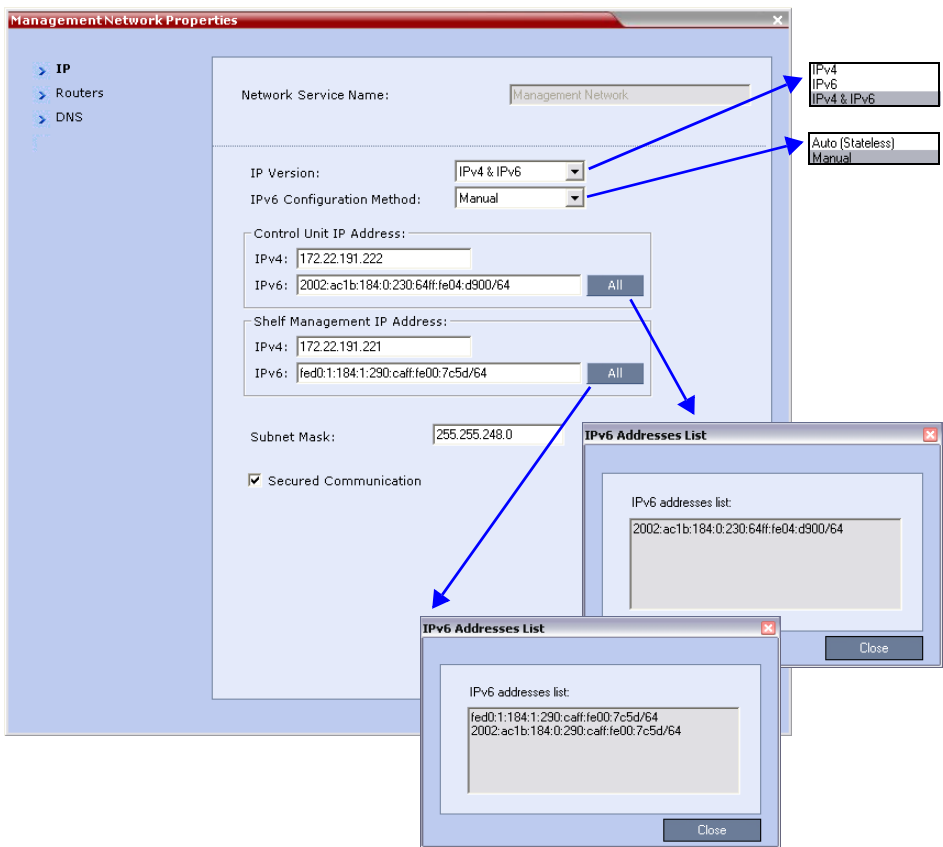 Management Network Properties
IP
Routers
DNS
Network Service Name: Management Network
IP Version: IPv4 & IPv6
IPv6 Configuration Method: Manual
Control Unit IP Address:
IPv4: 172.22.191.222
IPv6: 2002:ac1b:184:0:230:64ff:fe04:d900/64 All
Shelf Management IP Address:
IPv4: 172.22.191.221
IPv6: fed0:1:184:1:290:caff:fe00:7c5d/64 All
Subnet Mask: 255.255.248.0
Secured Communication
IPv4
IPv6
IPv4 & IPv6
Auto (Stateless)
Manual
IPv6 Addresses List
IPv6 addresses list:
2002:ac1b:184:0:230:64ff:fe04:d900/64
Close
IPv6 Addresses List
IPv6 addresses list:
fed0:1:184:1:290:caff:fe00:7c5d/64
2002:ac1b:184:0:290:caff:fe00:7c5d/64
Close